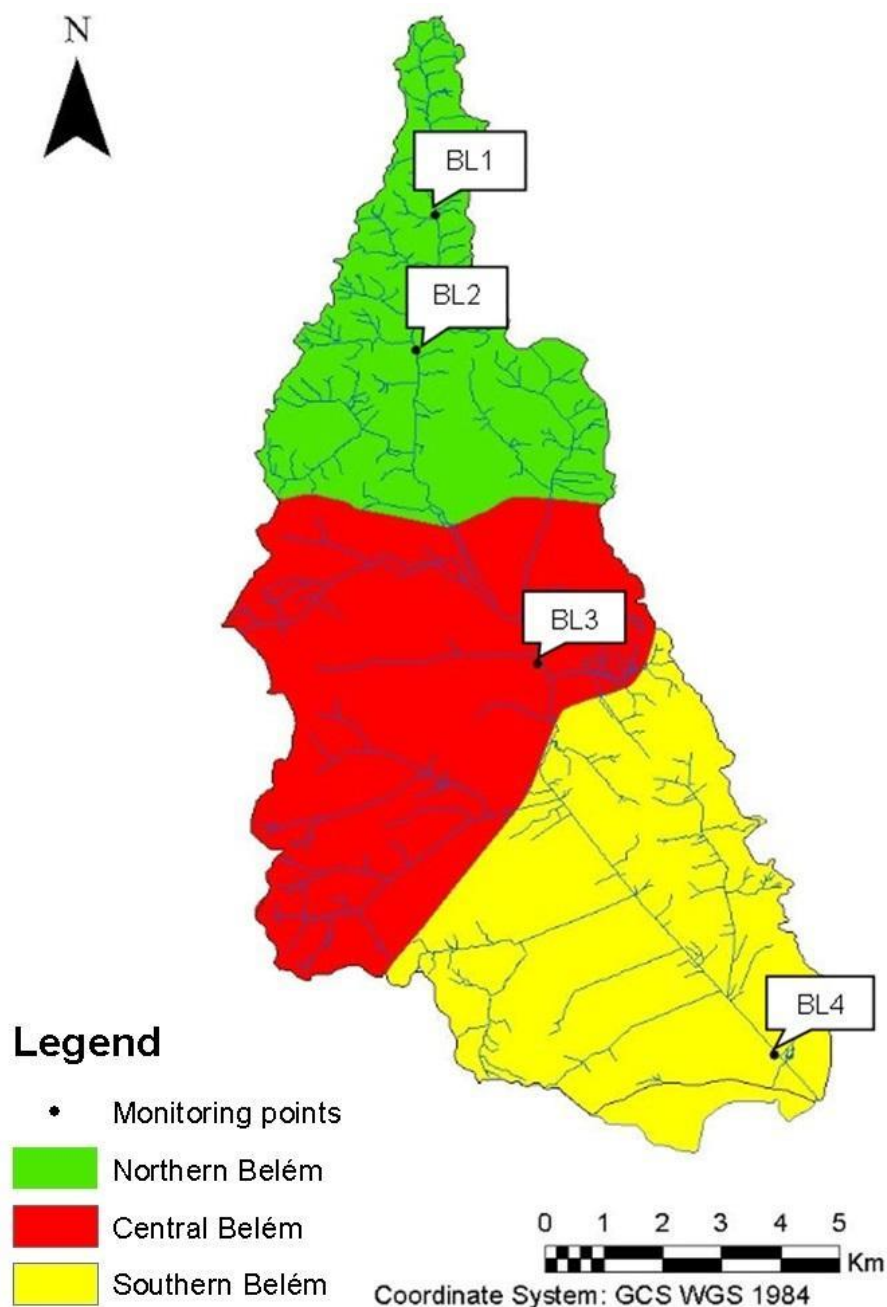 N
BL1
BL2
BL3
BL4
Legend
Monitoring points
Northern Belém
Central Belém
Southern Belém
0 1 2 3 4 5
Km
Coordinate System: GCS WGS 1984